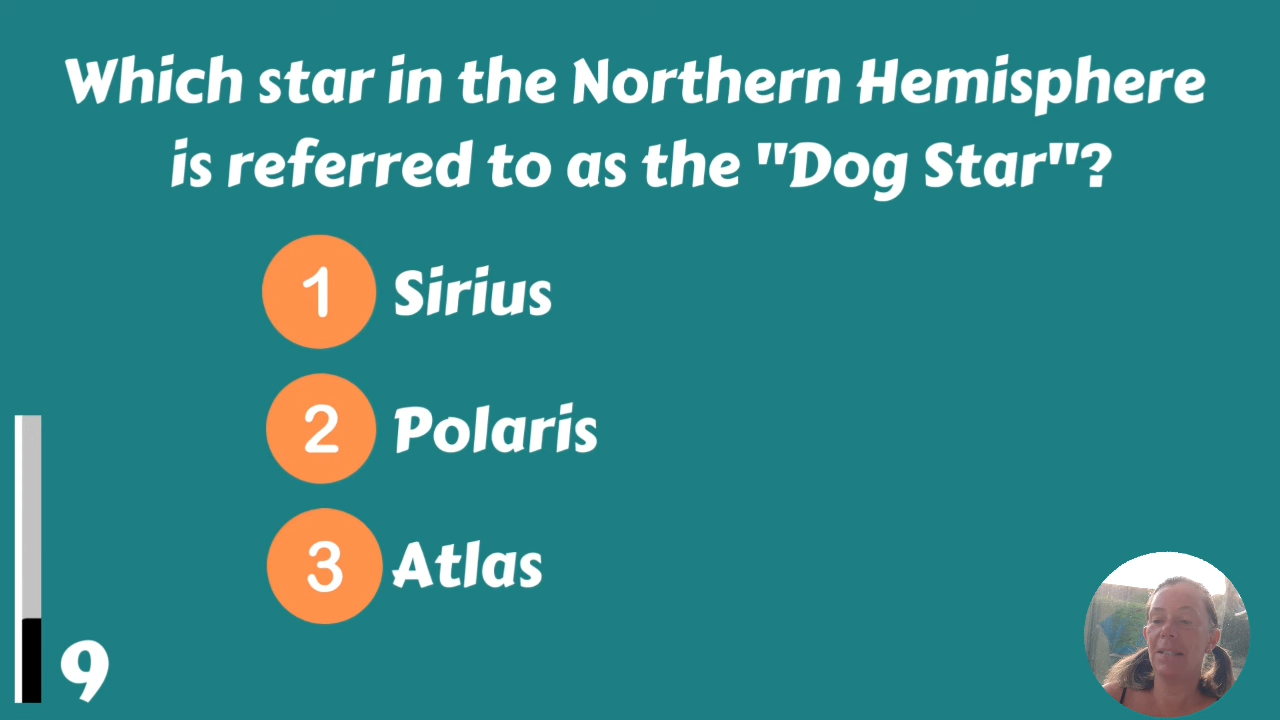 Which star in the Northern Hemisphere
is referred to as the "Dog Star"?
1 Sirius
2 Polaris
3 Atlas
9